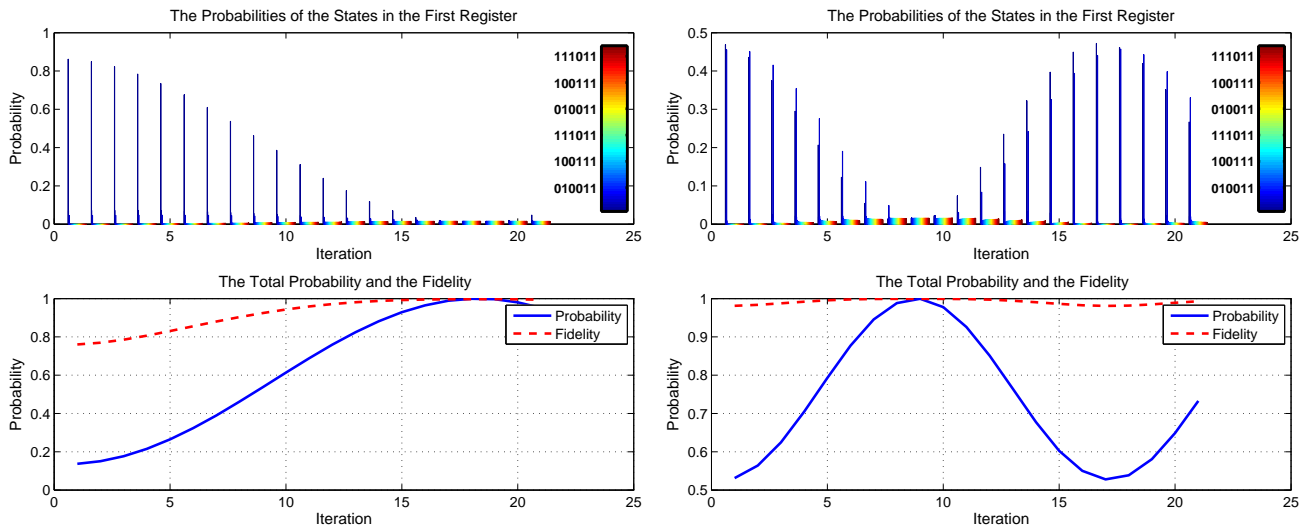 The Probabilities of the States in the First Register
1
0.8
0.6
0.4
0.2
0
Probability
111011
100111
010011
111011
100111
010011
0 5 10 15 20 25
Iteration
The Probabilities of the States in the First Register
0.5
0.4
0.3
0.2
0.1
0
Probability
111011
100111
010011
111011
100111
010011
0 5 10 15 20 25
Iteration
The Total Probability and the Fidelity
1
0.8
0.6
0.4
0.2
0
Probability
Probability
Fidelity
0 5 10 15 20 25
Iteration
The Total Probability and the Fidelity
1
0.9
0.8
0.7
0.6
0.5
Probability
Probability
Fidelity
0 5 10 15 20 25
Iteration